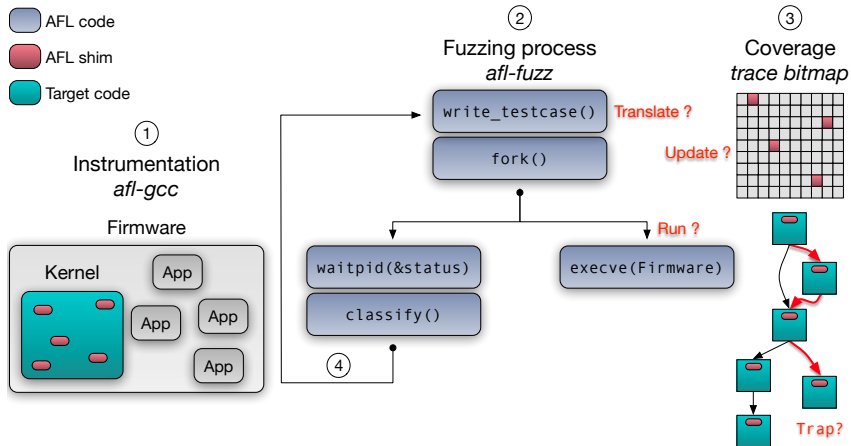 AFL code
AFL shim
Target code
1
Instrumentation
afl-gcc
Firmware
Kernel
App
App
App
App
2
Fuzzing process
afl-fuzz
write_testcase()
Translate ?
fork()
Run ?
waitpid(&status)
execve(Firmware)
classify()
4
3
Coverage
trace bitmap
Update ?
Trap?